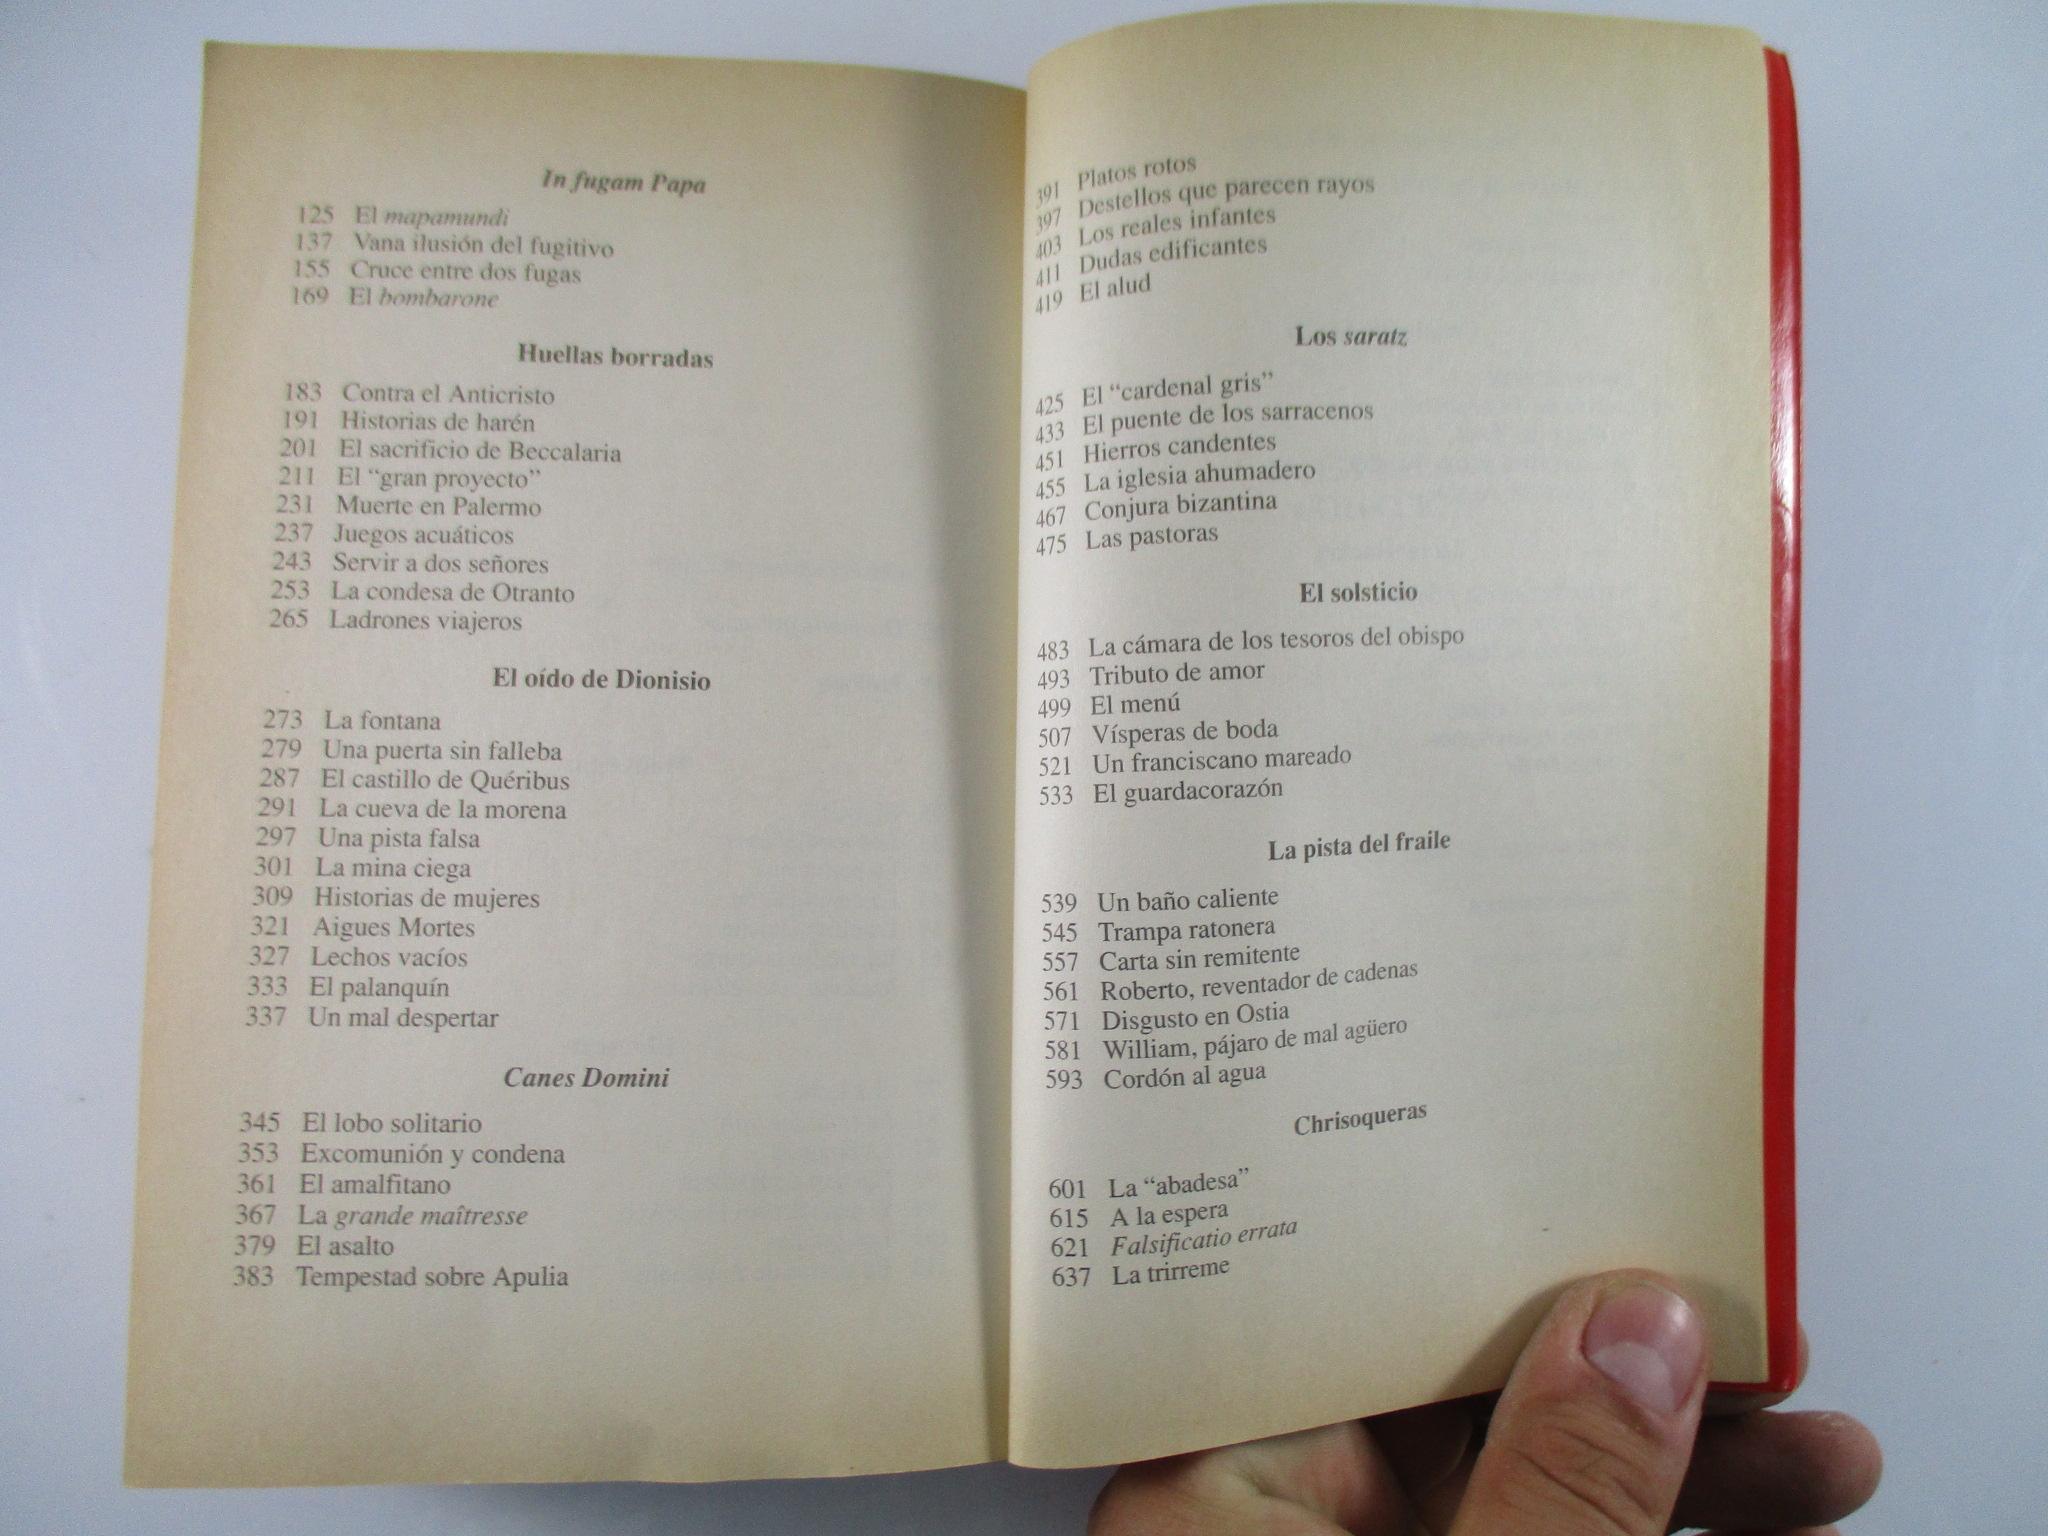 In fugam Papa
125 El mapamundi
137 Vana ilusión del fugitivo
155 Cruce entre dos fugas
169 El bombarone
Huellas borradas
183 Contra el Anticristo
191 Historias de harén
201 El sacrificio de Beccalaria
211 El “gran proyecto”
231 Muerte en Palermo
237 Juegos acuáticos
243 Servir a dos señores
253 La condesa de Otranto
265 Ladrones viajeros
El oído de Dionisio
273 La fontana
279 Una puerta sin falleba
287 El castillo de Quéribus
291 La cueva de la morena
297 Una pista falsa
301 La mina ciega
309 Historias de mujeres
321 Aigues Mortes
327 Lechos vacíos
333 El palanquín
337 Un mal despertar
Canes Domini
345 El lobo solitario
353 Excomunión y condena
361 El amalfitano
367 La grande maîtresse
379 El asalto
383 Tempestad sobre Apulia
391 Platos rotos
397 Destellos que parecen rayos
403 Los reales infantes
411 Dudas edificantes
419 El alud
Los saratz
425 El “cardenal gris”
433 El puente de los sarracenos
451 Hierros candentes
455 La iglesia ahumadero
467 Conjura bizantina
475 Las pastoras
El solsticio
483 La cámara de los tesoros del obispo
493 Tributo de amor
499 El menú
507 Vísperas de boda
521 Un franciscano mareado
533 El guardacorazón
La pista del fraile
539 Un baño caliente
545 Trampa ratonera
557 Carta sin remitente
561 Roberto, reventador de cadenas
571 Disgusto en Ostia
581 William, pájaro de mal agüero
593 Cordón al agua
Chrisoqueras
601 La “abadesa”
615 A la espera
621 Falsificatio errata
637 La trirreme